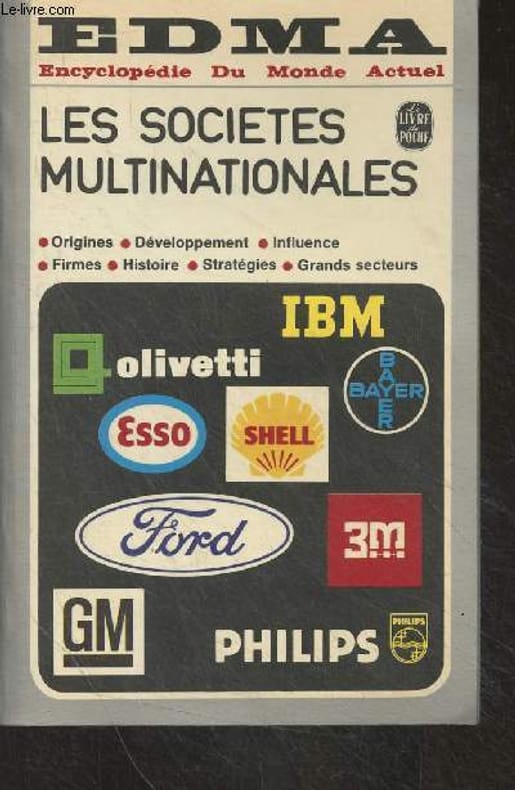 Le-livre.com
EDMA
Encyclopédie Du Monde Actuel
LES SOCIETES
MULTINATIONALES
Le
LIVRE
de
POCHE
• Origines • Développement • Influence
• Firmes • Histoire • Stratégies • Grands secteurs
IBM
olivetti
BAYER
BAYER
Esso
SHELL
Ford
3m
GM
PHILIPS
PHILIPS